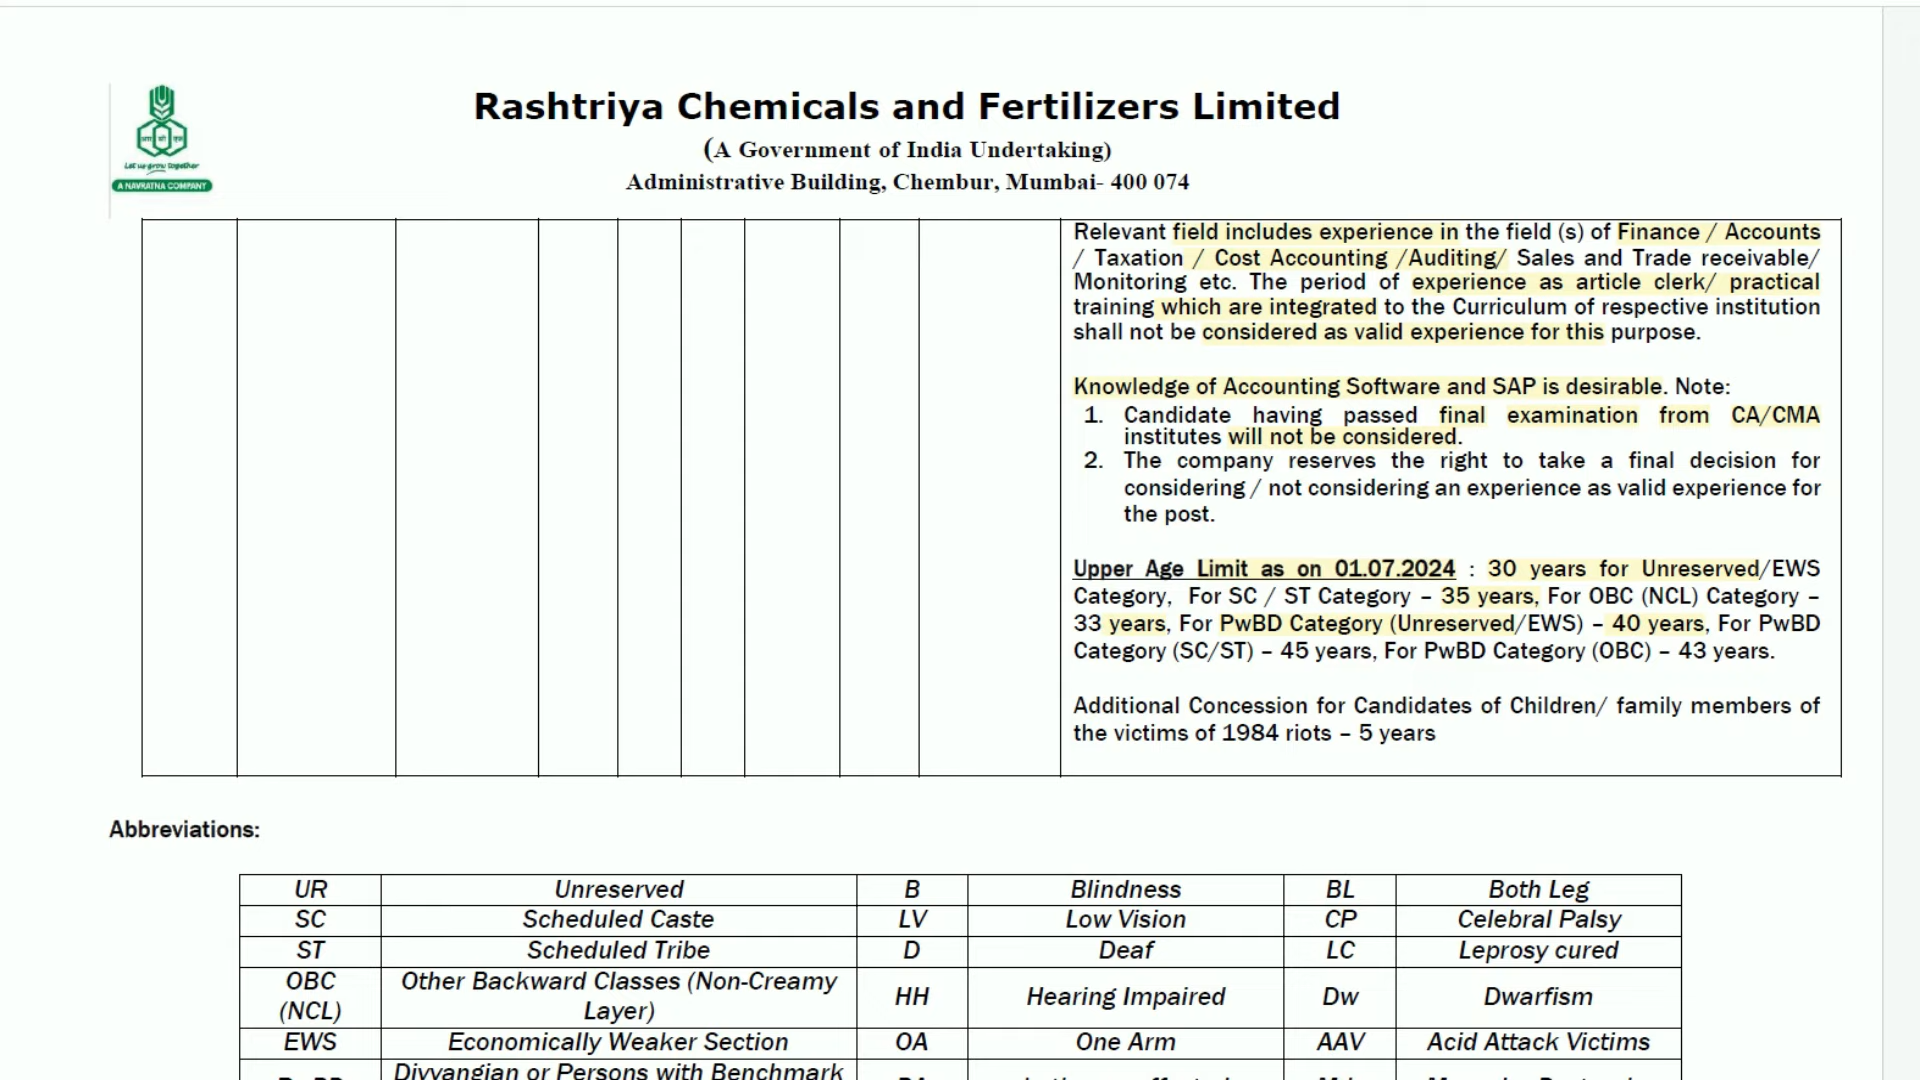 Rashtriya Chemicals and Fertilizers Limited
(A Government of India Undertaking)
Administrative Building, Chembur, Mumbai- 400 074
Let us grow together
A NAVRATNA COMPANY
Relevant field includes experience in the field (s) of Finance / Accounts
/ Taxation / Cost Accounting /Auditing/ Sales and Trade receivable/
Monitoring etc. The period of experience as article clerk/ practical
training which are integrated to the Curriculum of respective institution
shall not be considered as valid experience for this purpose.
Knowledge of Accounting Software and SAP is desirable. Note:
1. Candidate having passed final examination from CA/CMA
institutes will not be considered.
2. The company reserves the right to take a final decision for
considering / not considering an experience as valid experience for
the post.
Upper Age Limit as on 01.07.2024 : 30 years for Unreserved/EWS
Category, For SC / ST Category – 35 years, For OBC (NCL) Category –
33 years, For PwBD Category (Unreserved/EWS) – 40 years, For PwBD
Category (SC/ST) – 45 years, For PwBD Category (OBC) – 43 years.
Additional Concession for Candidates of Children/ family members of
the victims of 1984 riots – 5 years
Abbreviations:
UR Unreserved B Blindness BL Both Leg
SC Scheduled Caste LV Low Vision CP Celebral Palsy
ST Scheduled Tribe D Deaf LC Leprosy cured
OBC (NCL) Other Backward Classes (Non-Creamy Layer) HH Hearing Impaired Dw Dwarfism
EWS Economically Weaker Section OA One Arm AAV Acid Attack Victims
Divyangjan or Persons with Benchmark